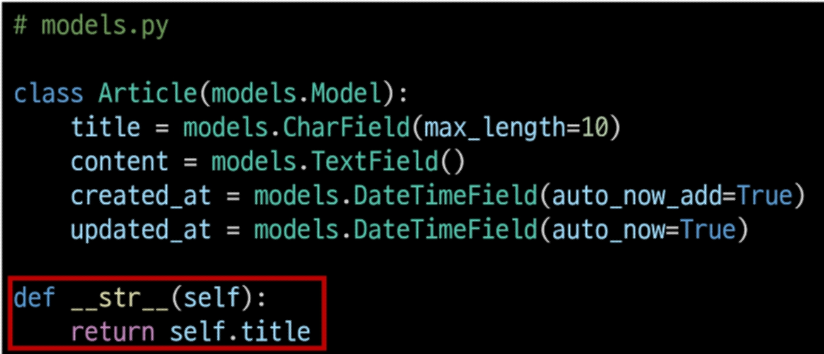 # models.py
class Article(models.Model):
    title = models.CharField(max_length=10)
    content = models.TextField()
    created_at = models.DateTimeField(auto_now_add=True)
    updated_at = models.DateTimeField(auto_now=True)
def __str__(self):
    return self.title